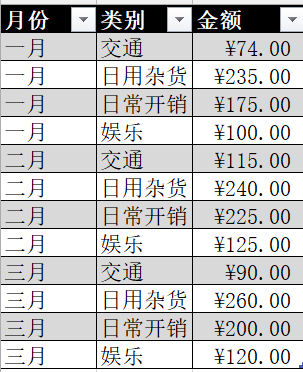 月份 类别 金额
一月 交通 ¥74.00
一月 日用杂货 ¥235.00
一月 日常开销 ¥175.00
一月 娱乐 ¥100.00
二月 交通 ¥115.00
二月 日用杂货 ¥240.00
二月 日常开销 ¥225.00
二月 娱乐 ¥125.00
三月 交通 ¥90.00
三月 日用杂货 ¥260.00
三月 日常开销 ¥200.00
三月 娱乐 ¥120.00